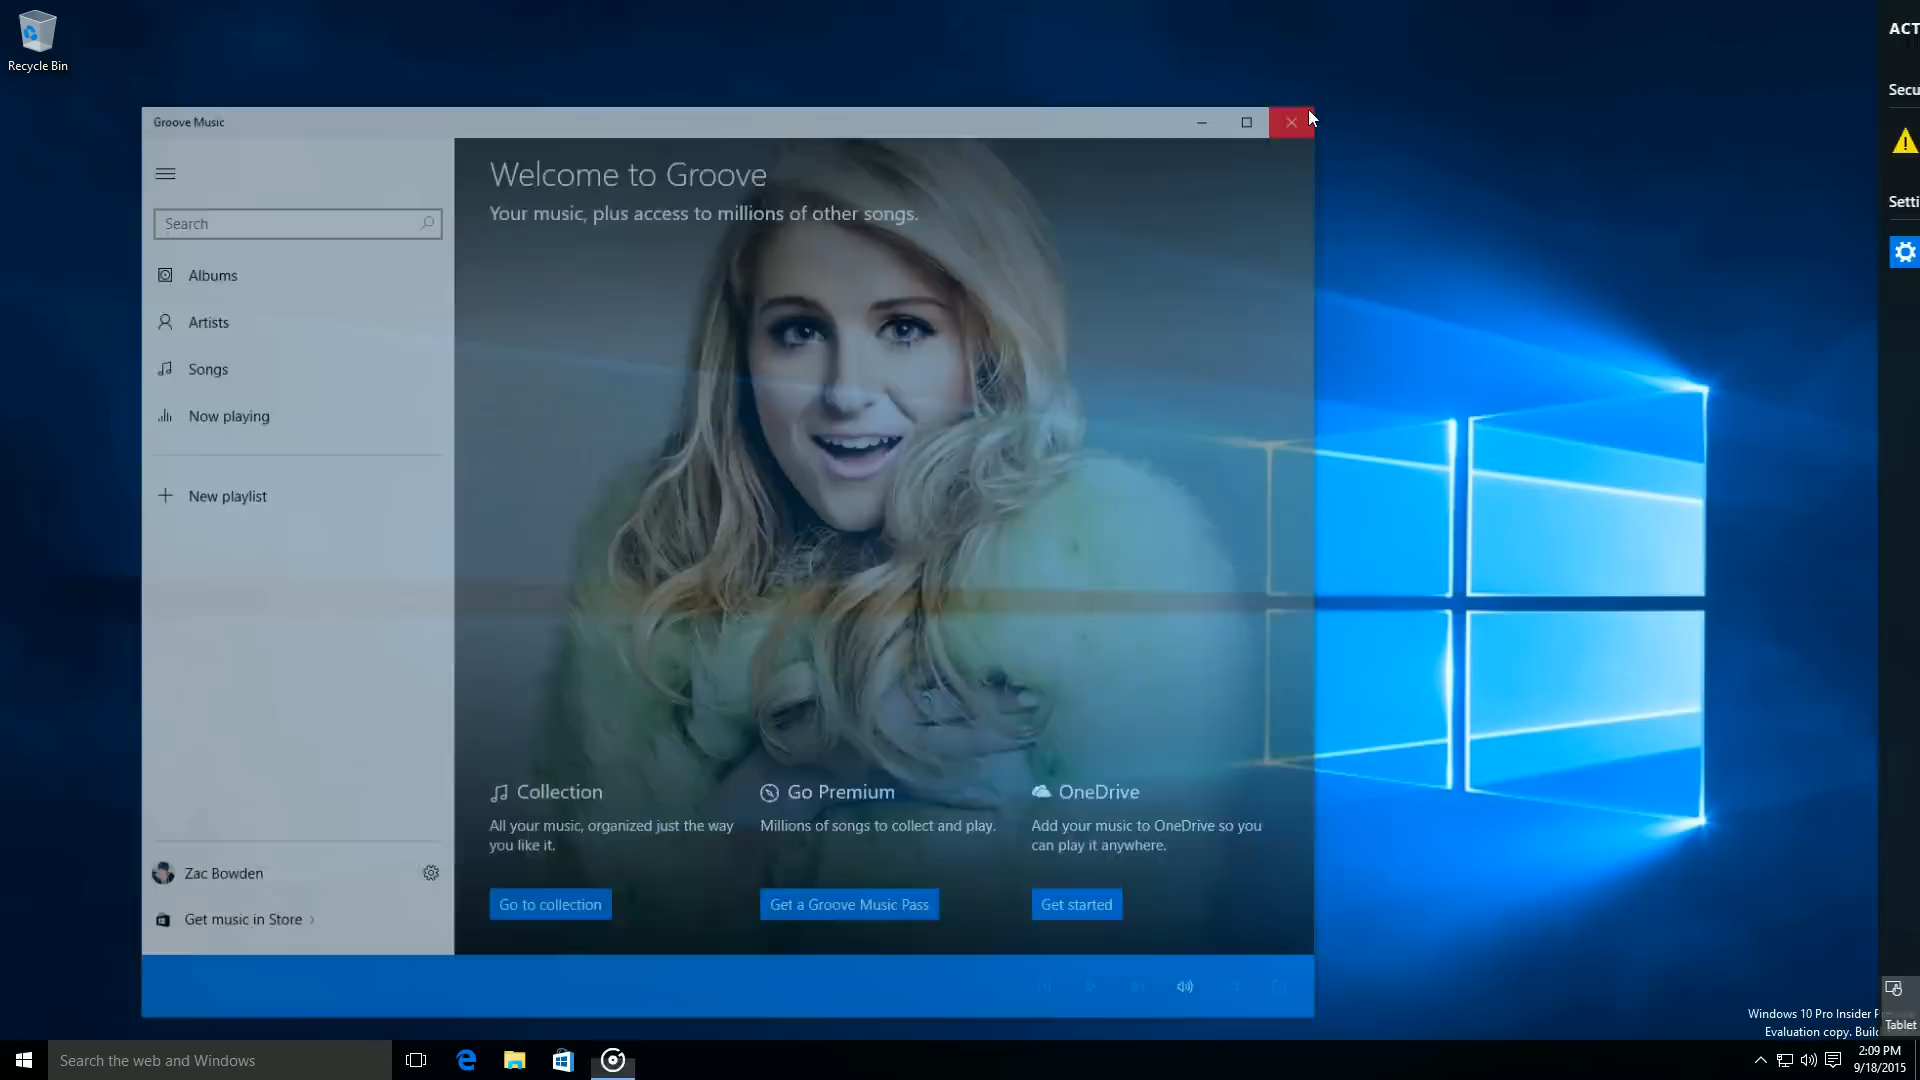 Recycle Bin
Groove Music
Search
Albums
Artists
Songs
Now playing
New playlist
Zac Bowden
Get music in Store
Welcome to Groove
Your music, plus access to millions of other songs.
Collection
All your music, organized just the way
you like it.
Go to collection
Go Premium
Millions of songs to collect and play.
Get a Groove Music Pass
OneDrive
Add your music to OneDrive so you
can play it anywhere.
Get started
ACT
Secu
Setti
Tablet
Windows 10 Pro Insider P
Evaluation copy. Buil
Search the web and Windows
2:09 PM
9/18/2015